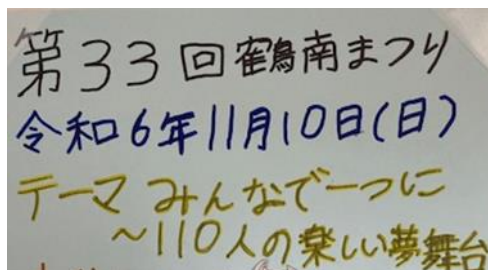 第33回鶴南まつり
令和6年11月10日(日)
テーマ みんなで一つに
～110人の楽しい夢舞台